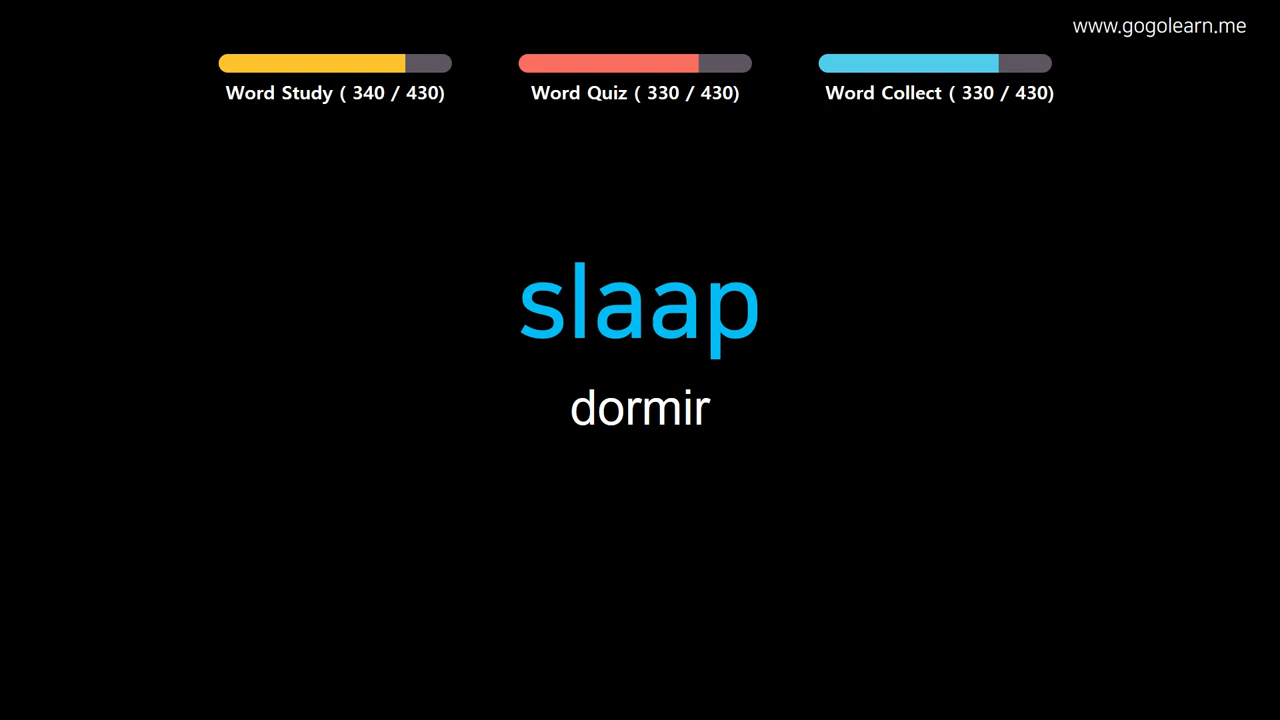 www.gogolearn.me
Word Study ( 340 / 430)
Word Quiz ( 330 / 430)
Word Collect ( 330 / 430)
slaap
dormir